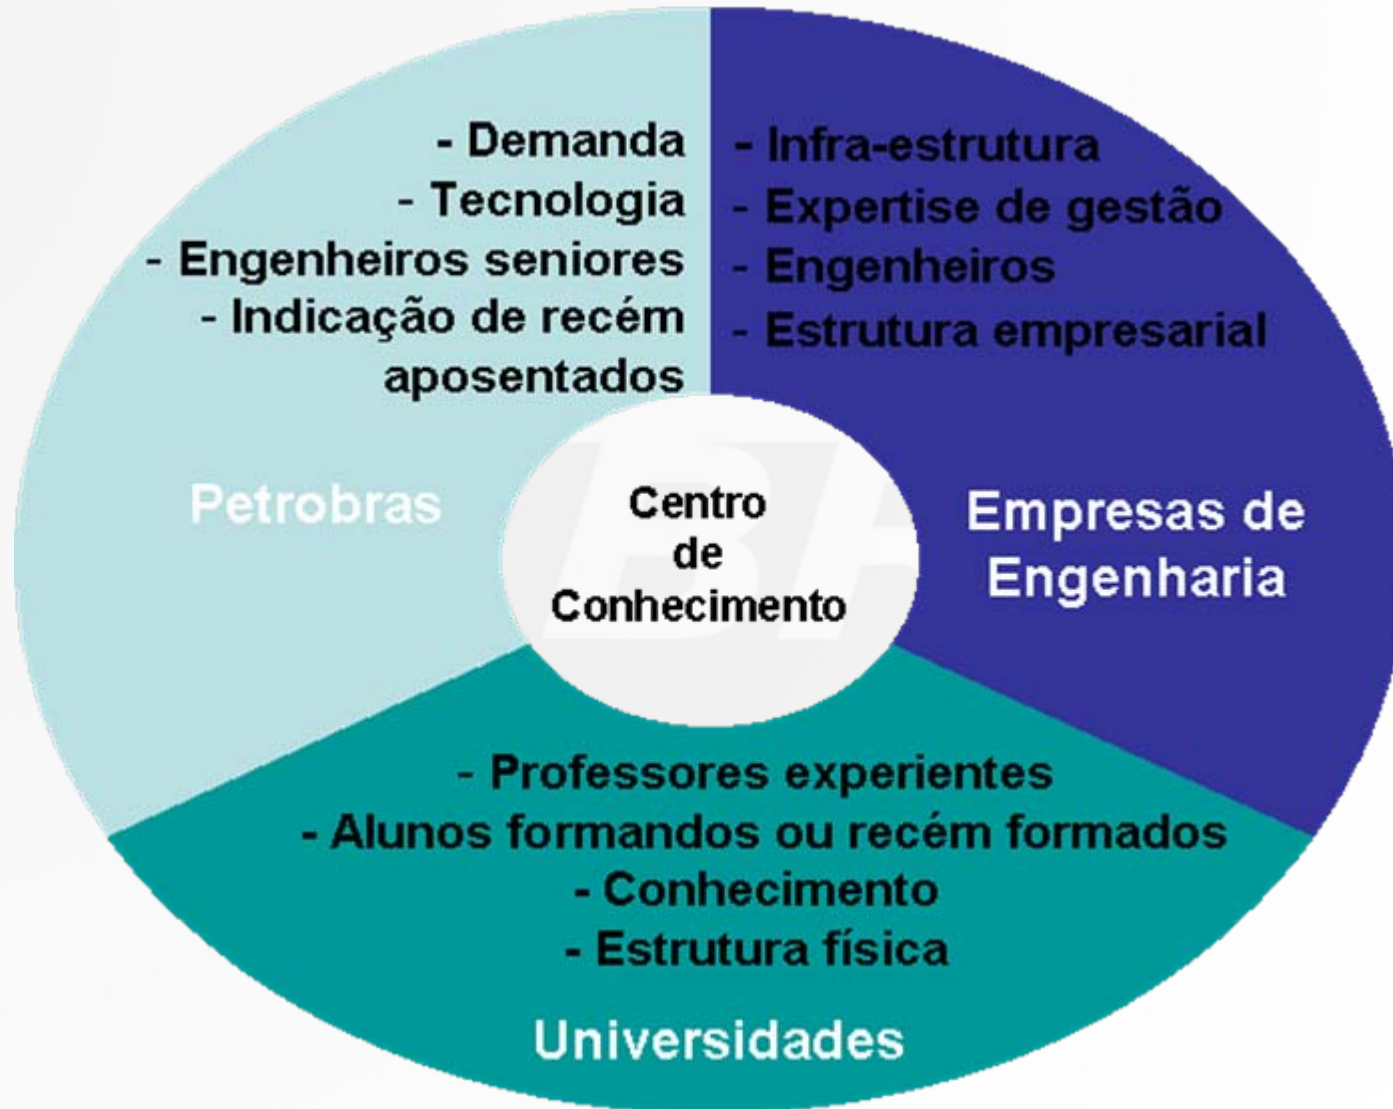 - Demanda
- Tecnologia
- Engenheiros seniores
- Indicação de recém
aposentados
Petrobras
- Infra-estrutura
- Expertise de gestão
- Engenheiros
- Estrutura empresarial
Empresas de
Engenharia
Centro
de
Conhecimento
- Professores experientes
- Alunos formandos ou recém formados
- Conhecimento
- Estrutura física
Universidades